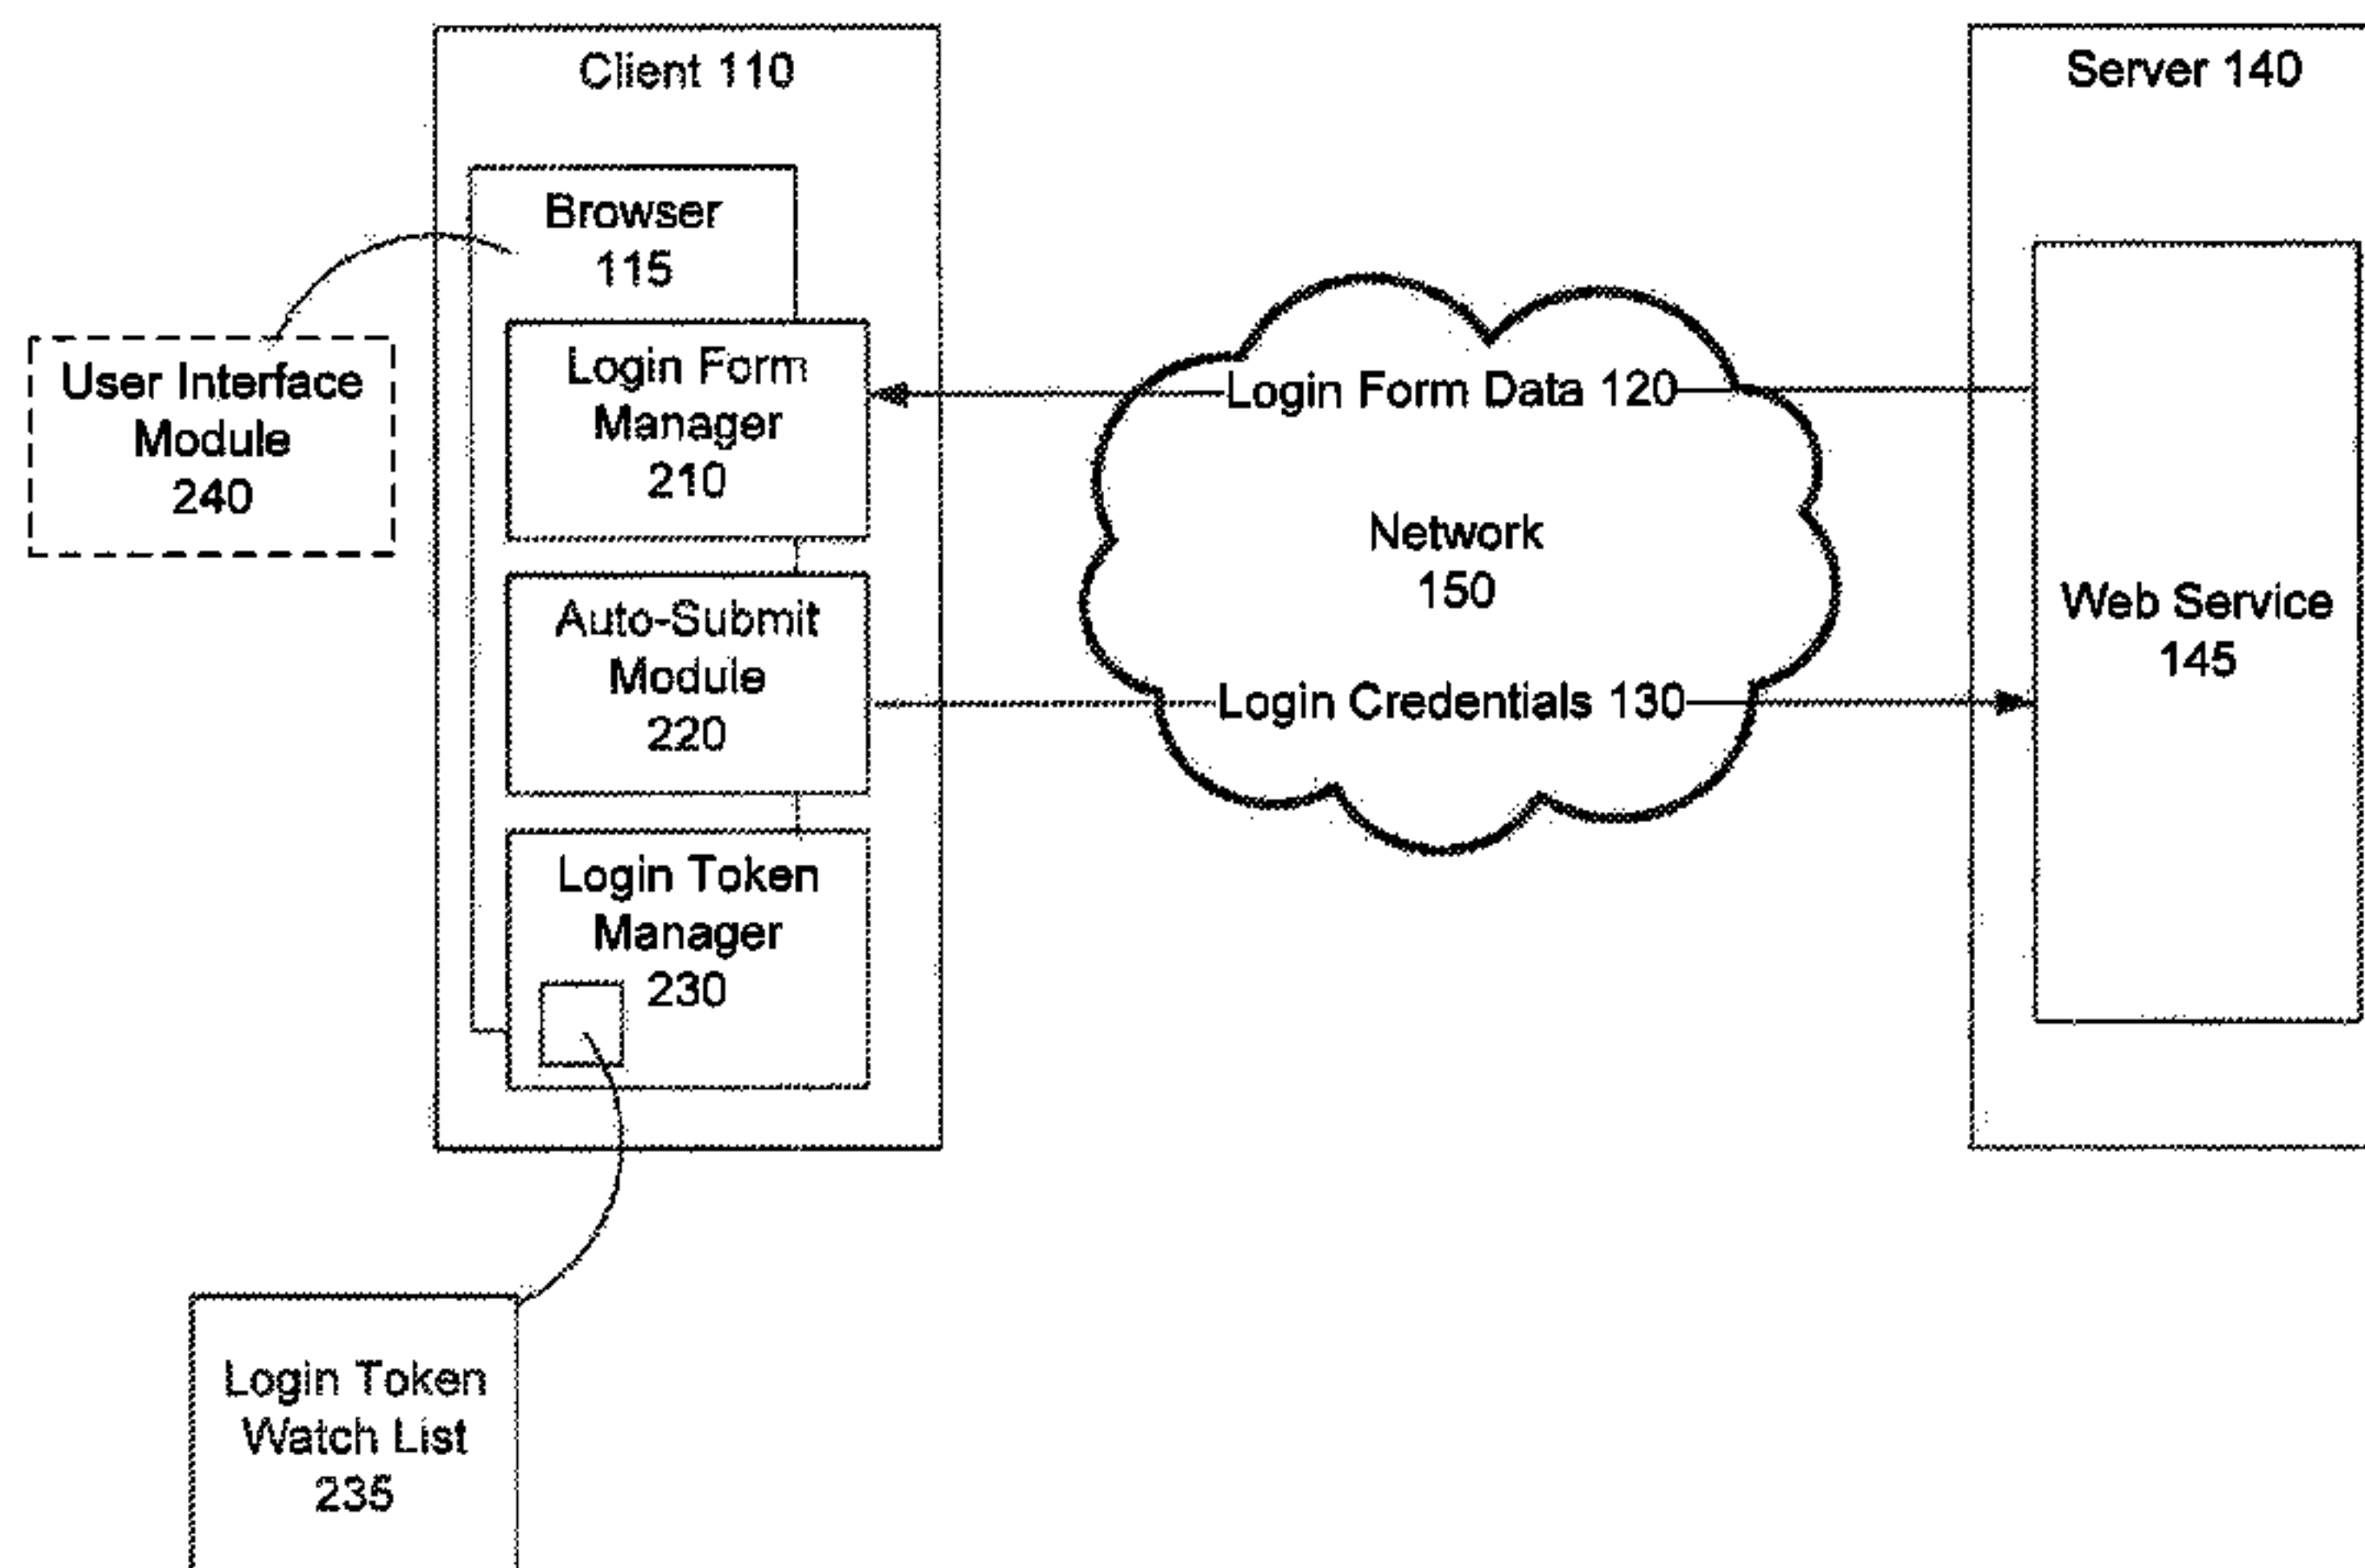 Client 110
Server 140
Browser
115
User Interface
Module
240
Login Form
Manager
210
Login Form Data 120
Network
150
Auto-Submit
Module
220
Login Credentials 130
Web Service
145
Login Token
Manager
230
Login Token
Watch List
235